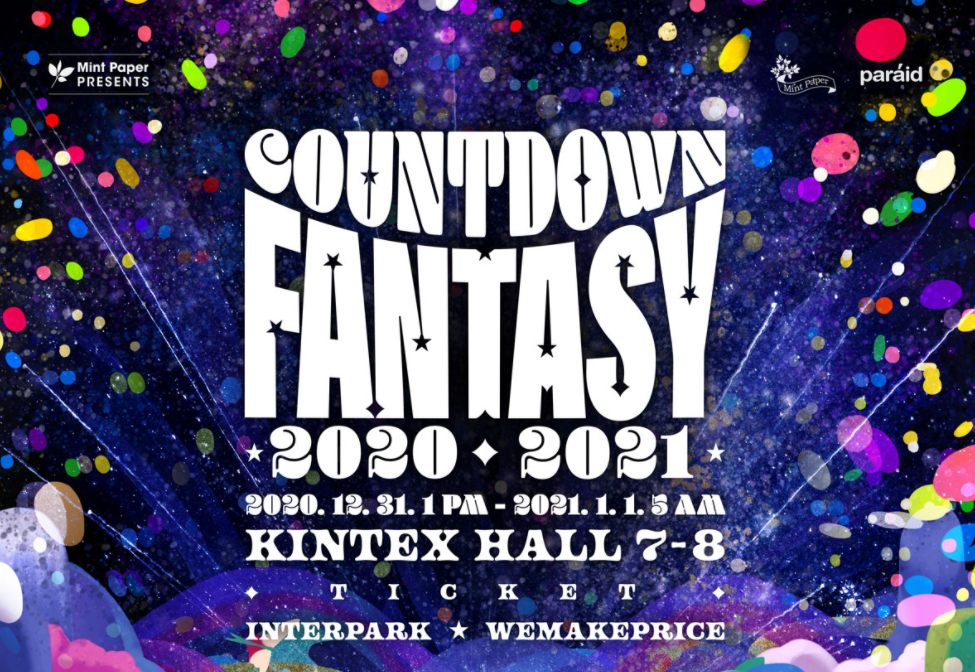 Mint Paper
PRESENTS
Mint Paper
paráid
COUNTDOWN
FANTASY
2020 2021
2020. 12. 31. 1 PM - 2021. 1. 1. 5 AM
KINTEX HALL 7-8
TICKET
INTERPARK ★ WEMAKEPRICE